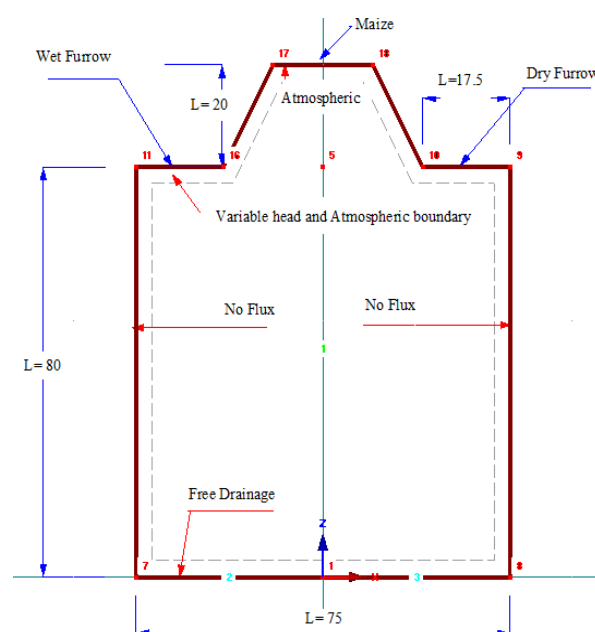 Maize
17
18
Wet Furrow
L= 20
Atmospheric
L=17.5
Dry Furrow
11
16
5
10
9
Variable head and Atmospheric boundary
No Flux
No Flux
1
L= 80
Free Drainage
Z
7
2
1
3
8
L= 75